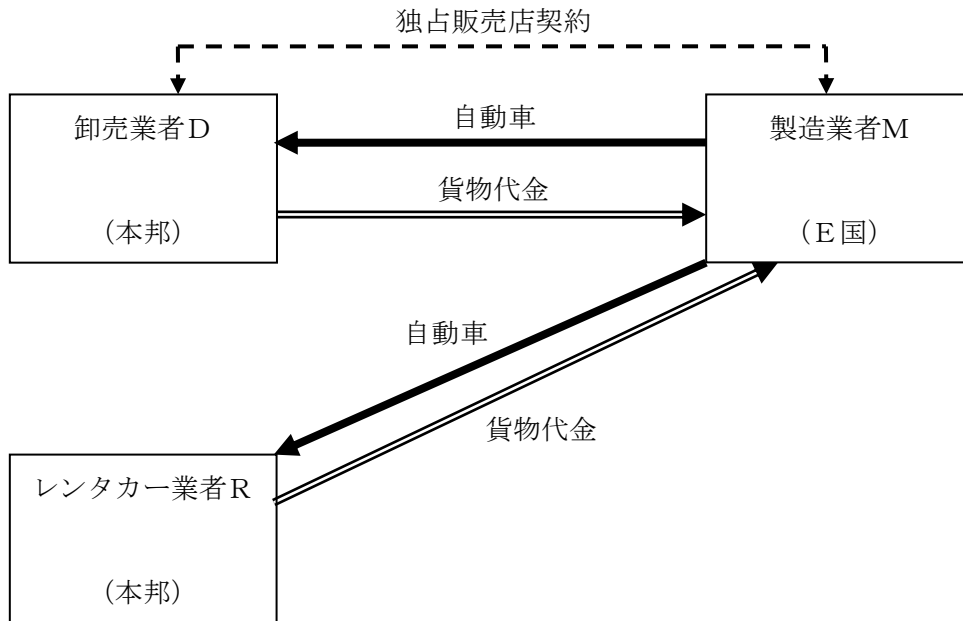 独占販売店契約
卸売業者Ｄ
（本邦）
自動車
貨物代金
製造業者M
（Ｅ国）
自動車
貨物代金
レンタカー業者Ｒ
（本邦）